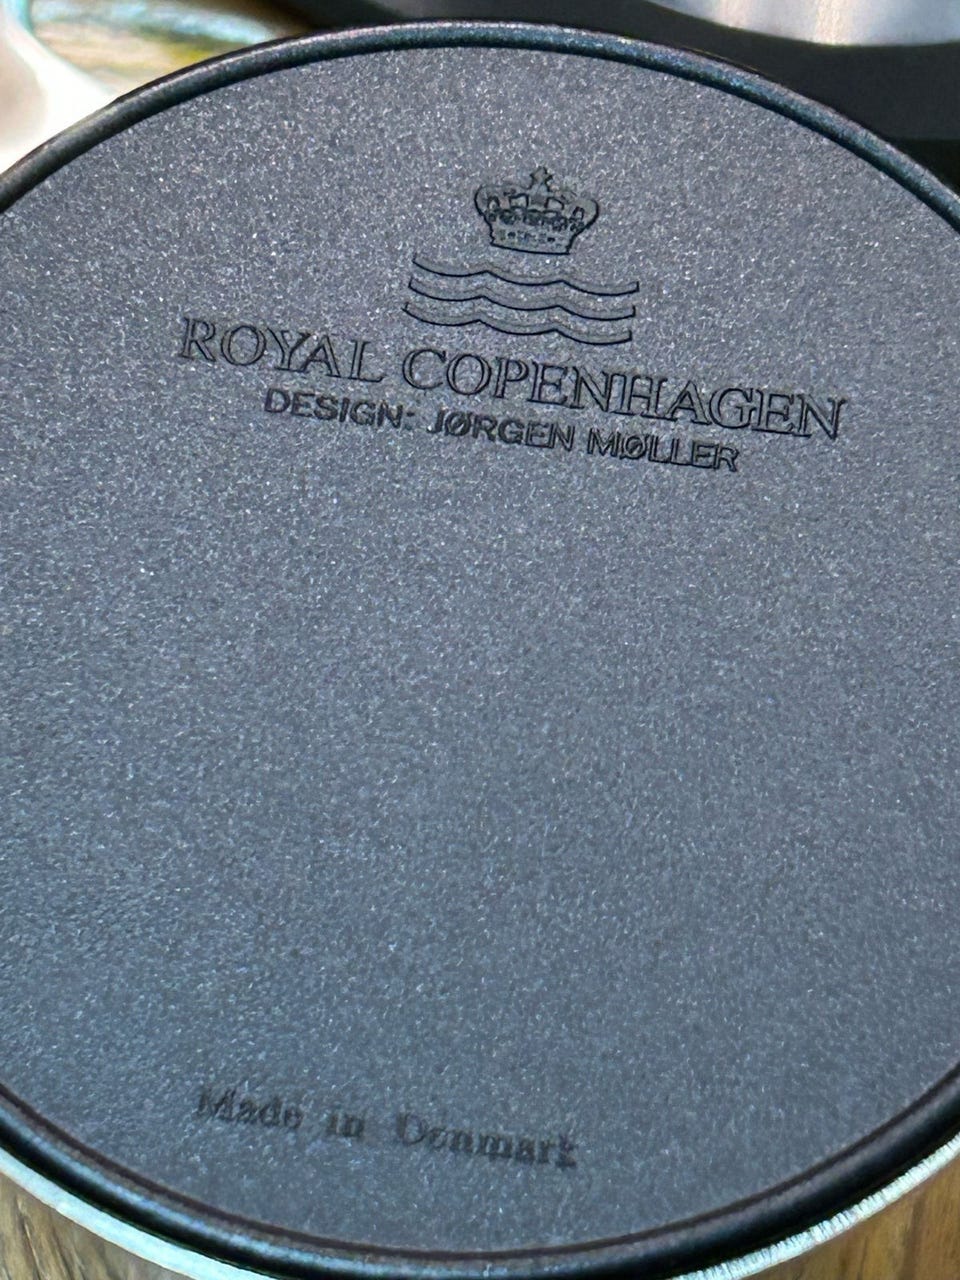 ROYAL COPENHAGEN
DESIGN: JØRGEN MØLLER
Made in Denmark